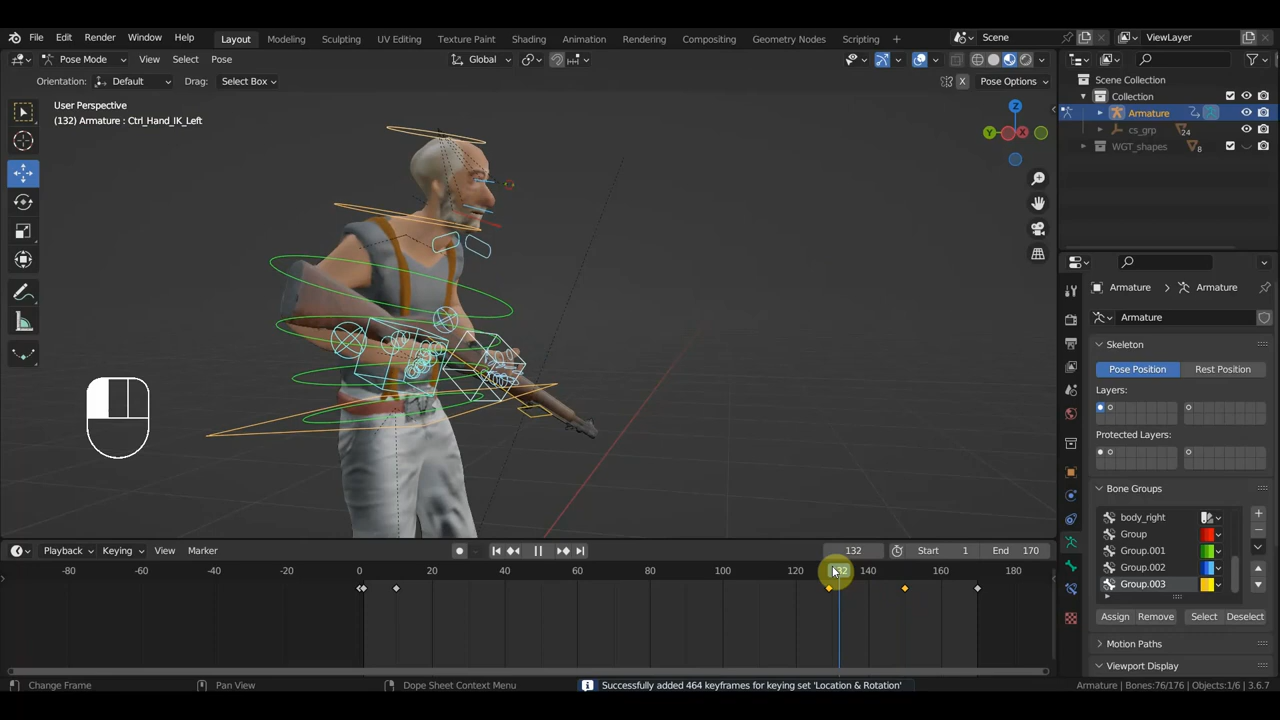 File Edit Render Window Help Layout Modeling Sculpting UV Editing Texture Paint Shading Animation Rendering Compositing Geometry Nodes Scripting + Scene ViewLayer
Pose Mode View Select Pose Global
Orientation: Default Drag: Select Box X Pose Options
User Perspective
(132) Armature : Ctrl_Hand_IK_Left
Z
Y X
Scene Collection
Collection
Armature
cs_grp 24
WGT_shapes 8
Armature > Armature
Armature
Skeleton
Pose Position Rest Position
Layers:
Protected Layers:
Bone Groups
body_right
Group
Group.001
Group.002
Group.003
Assign Remove Select Deselect
Motion Paths
Viewport Display
Playback Keying View Marker 132 Start 1 End 170
-80 -60 -40 -20 0 20 40 60 80 100 120 132 140 160 180
Change Frame Pan View Dope Sheet Context Menu Successfully added 464 keyframes for keying set 'Location & Rotation' Armature | Bones:76/176 | Objects:1/6 | 3.6.7